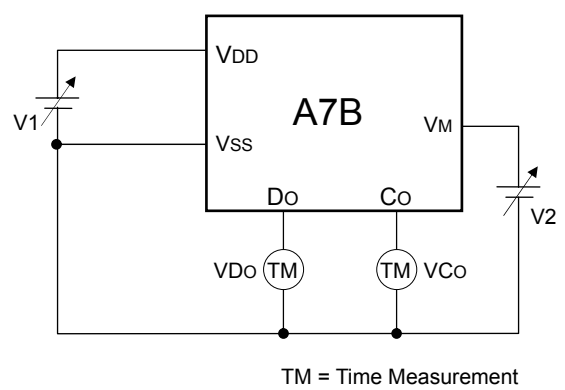 VDD
A7B
V1
VM
VSS
V2
DO
CO
VDO
TM
TM
VCO
TM = Time Measurement